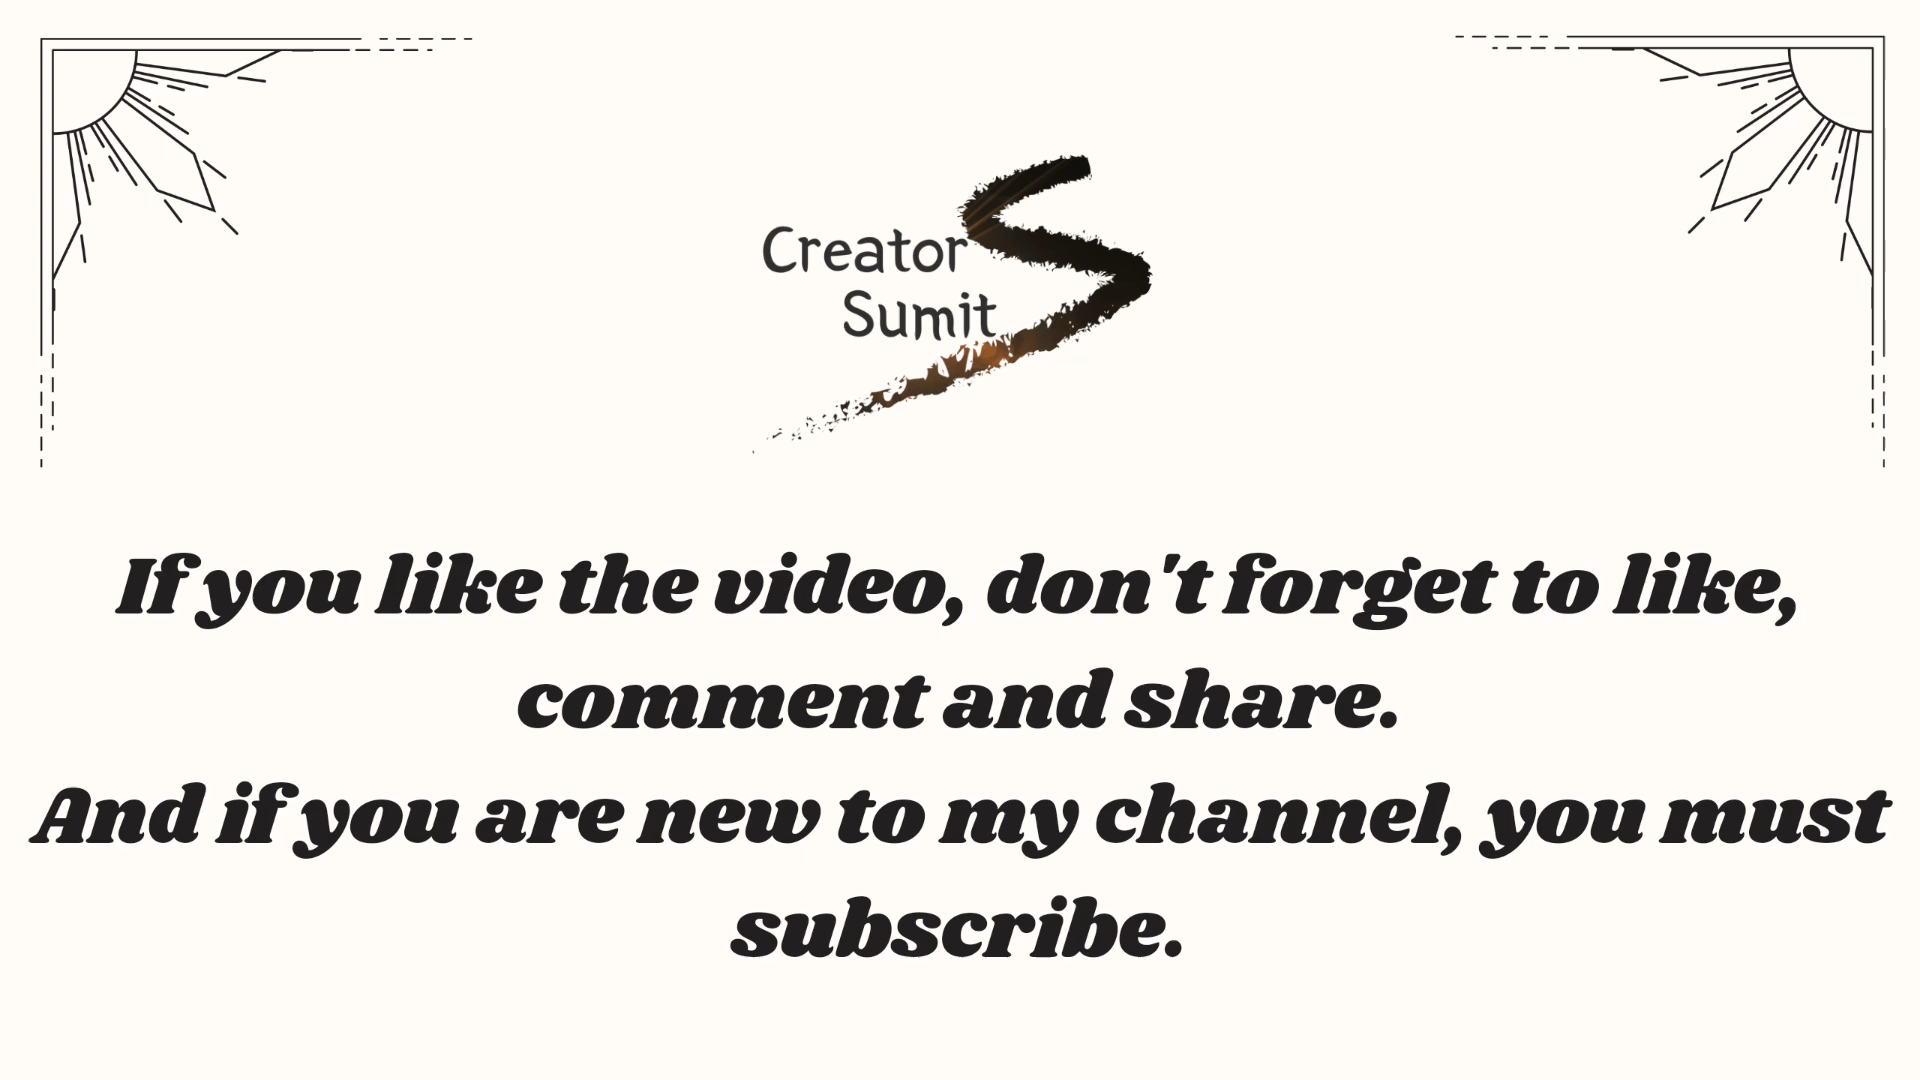 Creator
Sumit
If you like the video, don't forget to like,
comment and share.
And if you are new to my channel, you must
subscribe.